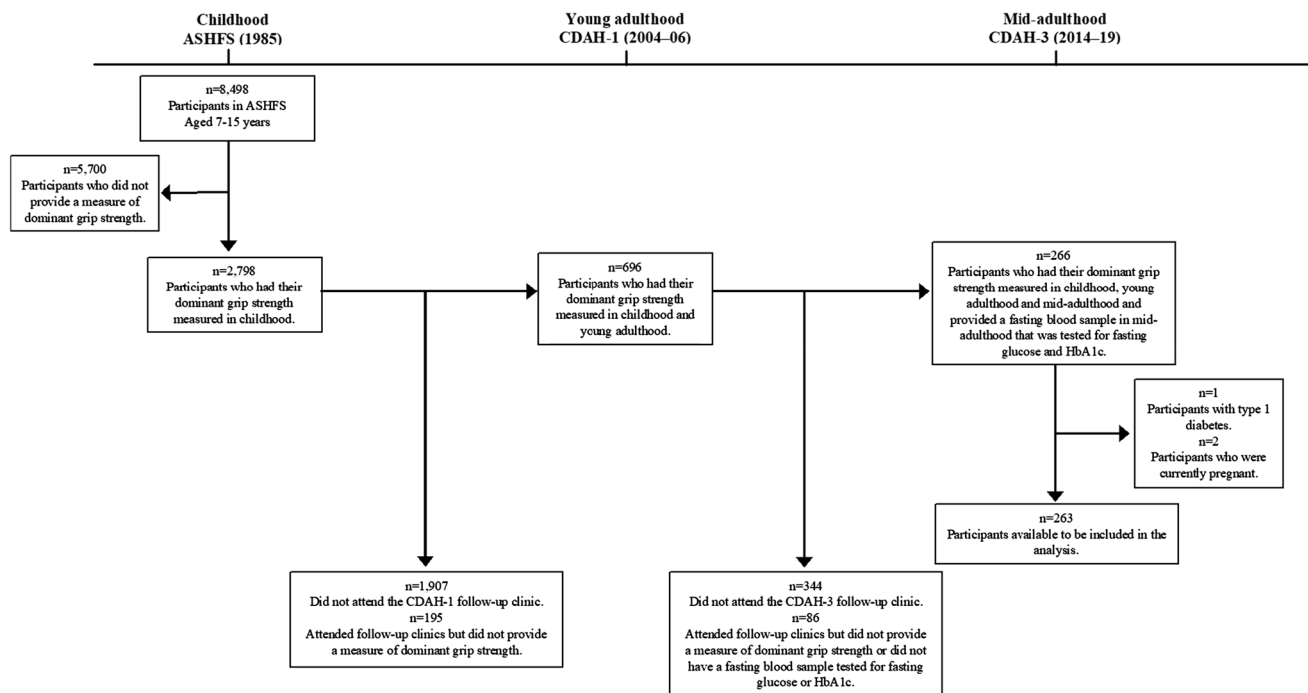 Childhood
ASHFS (1985)
Young adulthood
CDAH-1 (2004–06)
Mid-adulthood
CDAH-3 (2014–19)
n=8,498
Participants in ASHFS
Aged 7-15 years
n=5,700
Participants who did not
provide a measure of
dominant grip strength.
n=2,798
Participants who had their
dominant grip strength
measured in childhood.
n=696
Participants who had their
dominant grip strength
measured in childhood and
young adulthood.
n=266
Participants who had their dominant grip
strength measured in childhood, young
adulthood and mid-adulthood and
provided a fasting blood sample in mid-
adulthood that was tested for fasting
glucose and HbA1c.
n=1
Participants with type 1
diabetes.
n=2
Participants who were
currently pregnant.
n=263
Participants available to be included in the
analysis.
n=1,907
Did not attend the CDAH-1 follow-up clinic.
n=195
Attended follow-up clinics but did not provide
a measure of dominant grip strength.
n=344
Did not attend the CDAH-3 follow-up clinic.
n=86
Attended follow-up clinics but did not provide
a measure of dominant grip strength or did not
have a fasting blood sample tested for fasting
glucose or HbA1c.